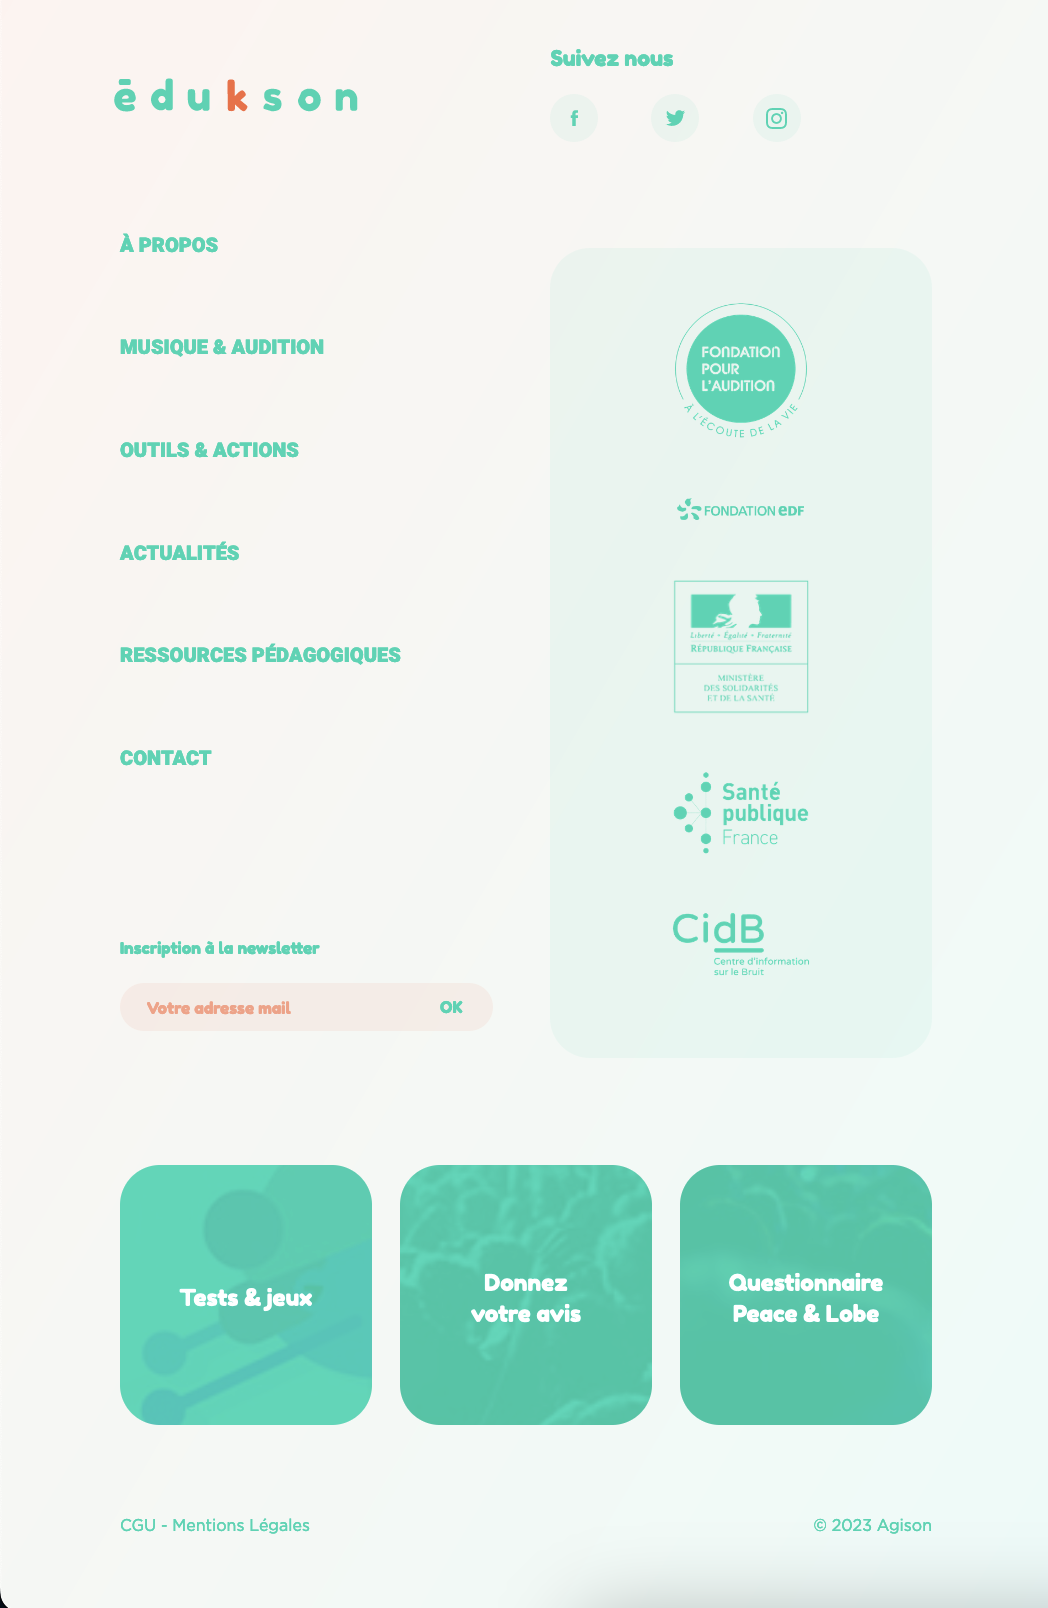 ēdukson
Suivez nous
À PROPOS
MUSIQUE & AUDITION
OUTILS & ACTIONS
ACTUALITÉS
RESSOURCES PÉDAGOGIQUES
CONTACT
Inscription à la newsletter
Votre adresse mail
OK
FONDATION
POUR
L'AUDITION
À L'ÉCOUTE DE LA VIE
FONDATION eDF
Liberté • Égalité • Fraternité
RÉPUBLIQUE FRANÇAISE
MINISTÈRE
DES SOLIDARITÉS
ET DE LA SANTÉ
Santé
publique
France
CidB
Centre d'information
sur le Bruit
Tests & jeux
Donnez
votre avis
Questionnaire
Peace & Lobe
CGU - Mentions Légales
© 2023 Agison